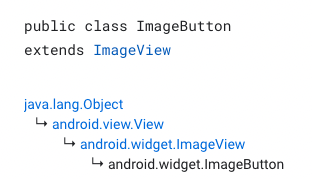 public class ImageButton
extends ImageView
java.lang.Object
↳ android.view.View
↳ android.widget.ImageView
↳ android.widget.ImageButton